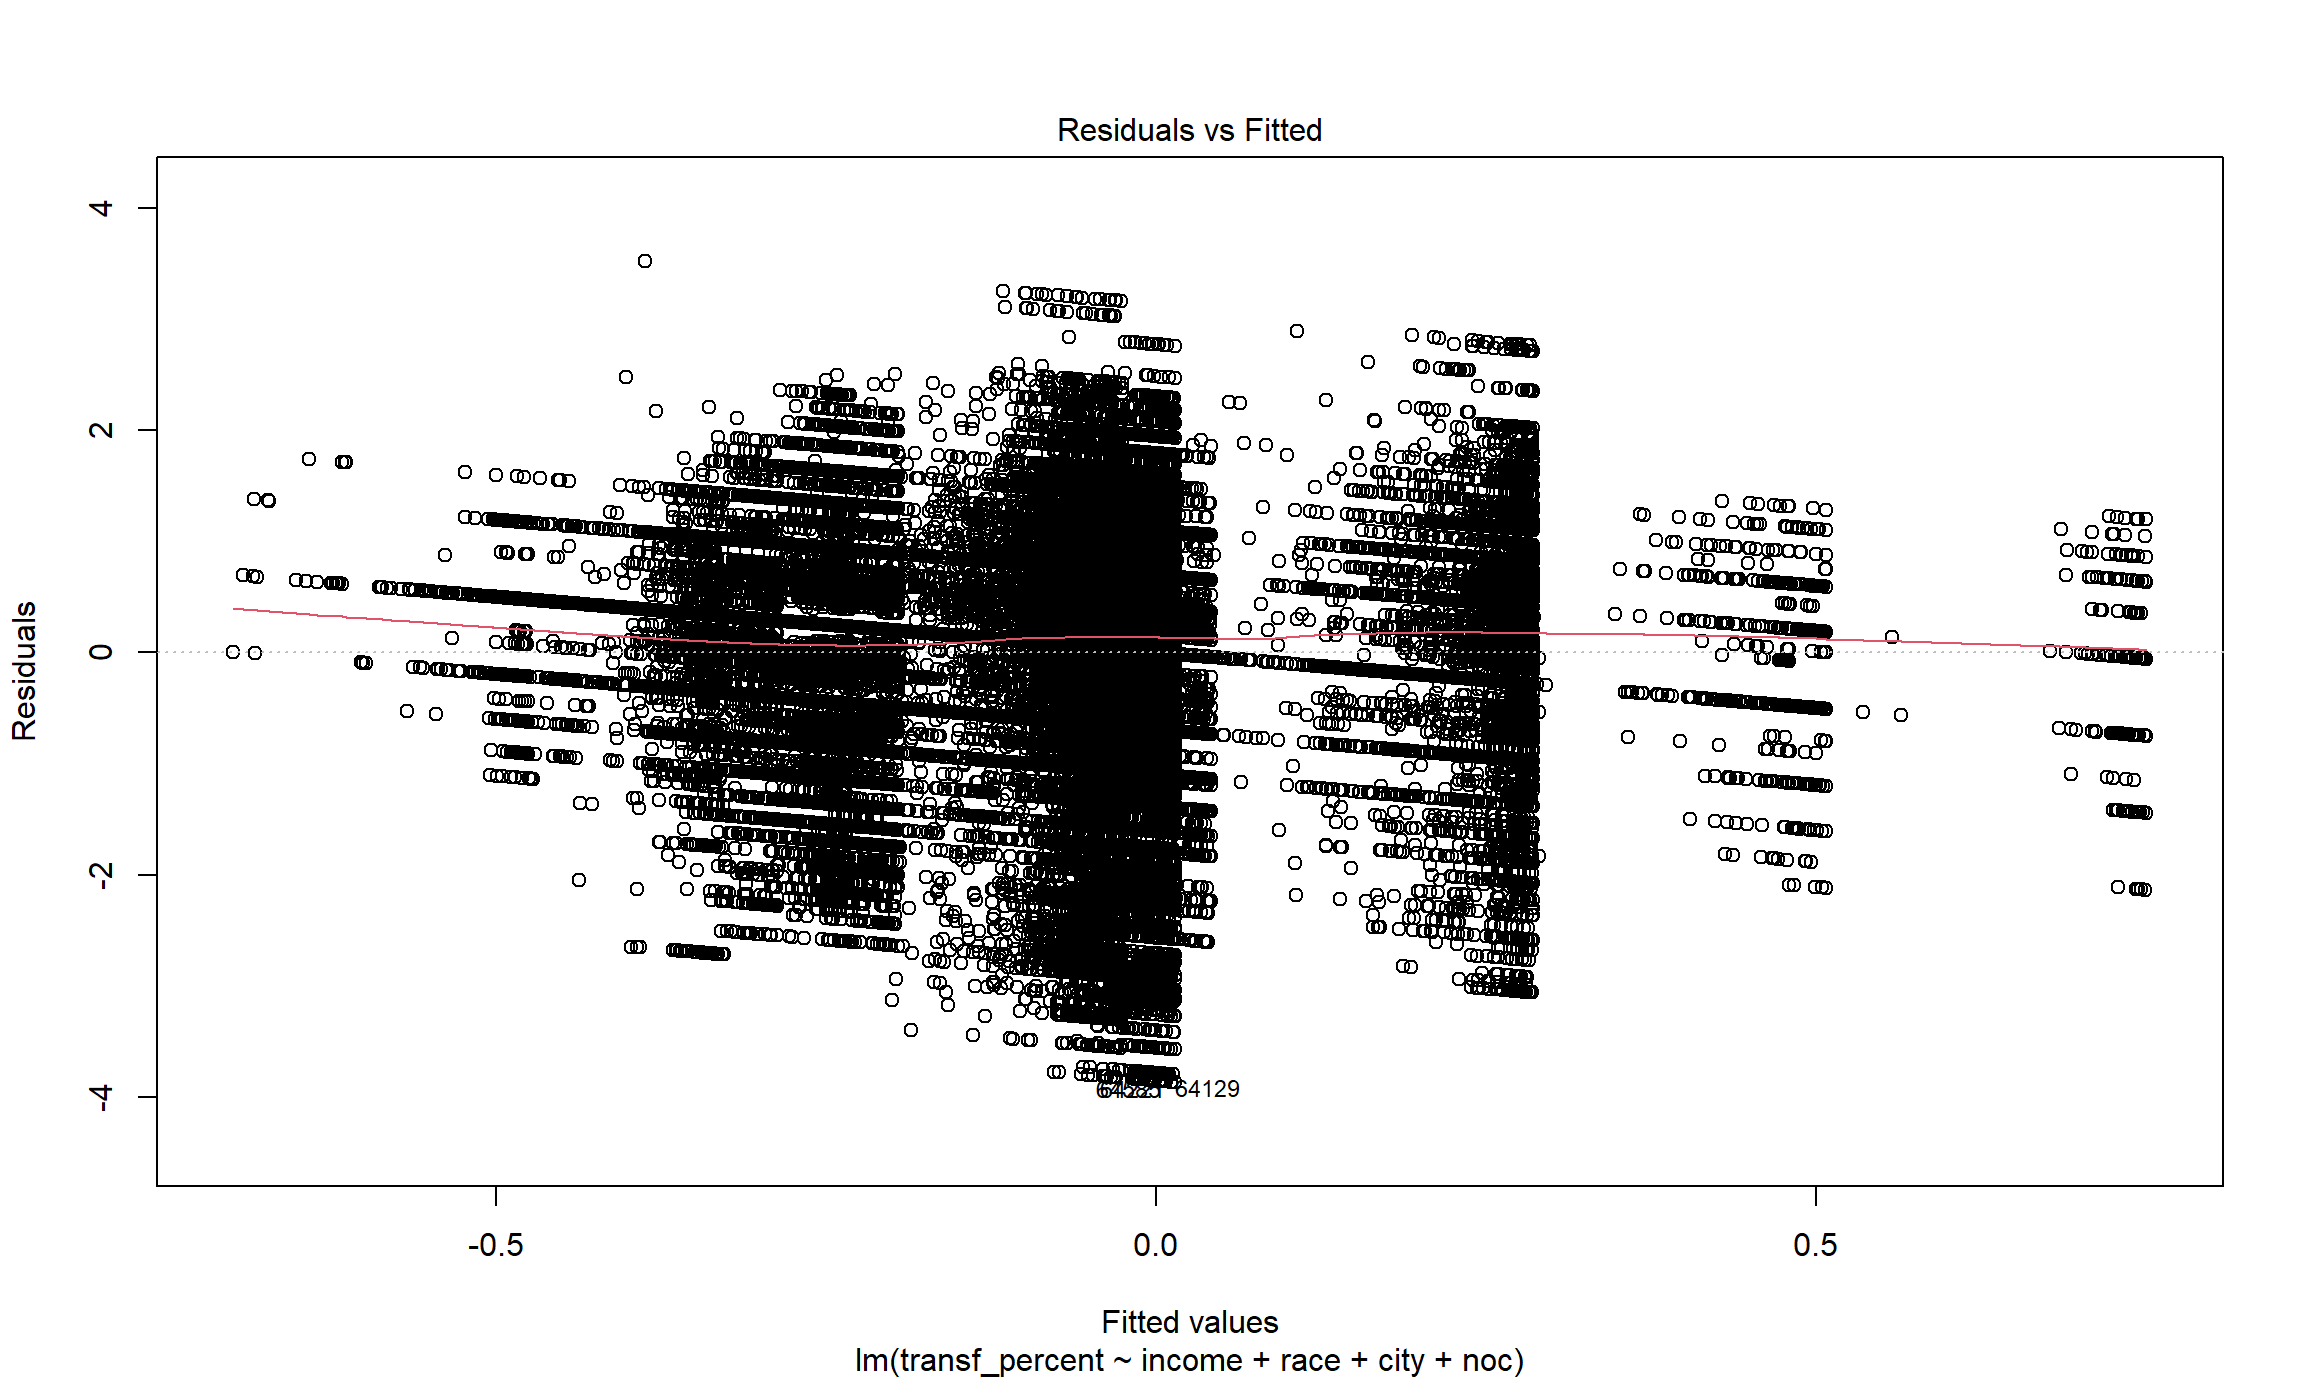 Residuals vs Fitted
4
2
0
-2
-4
Residuals
64129
-0.5
0.0
0.5
Fitted values
lm(transf_percent ~ income + race + city + noc)